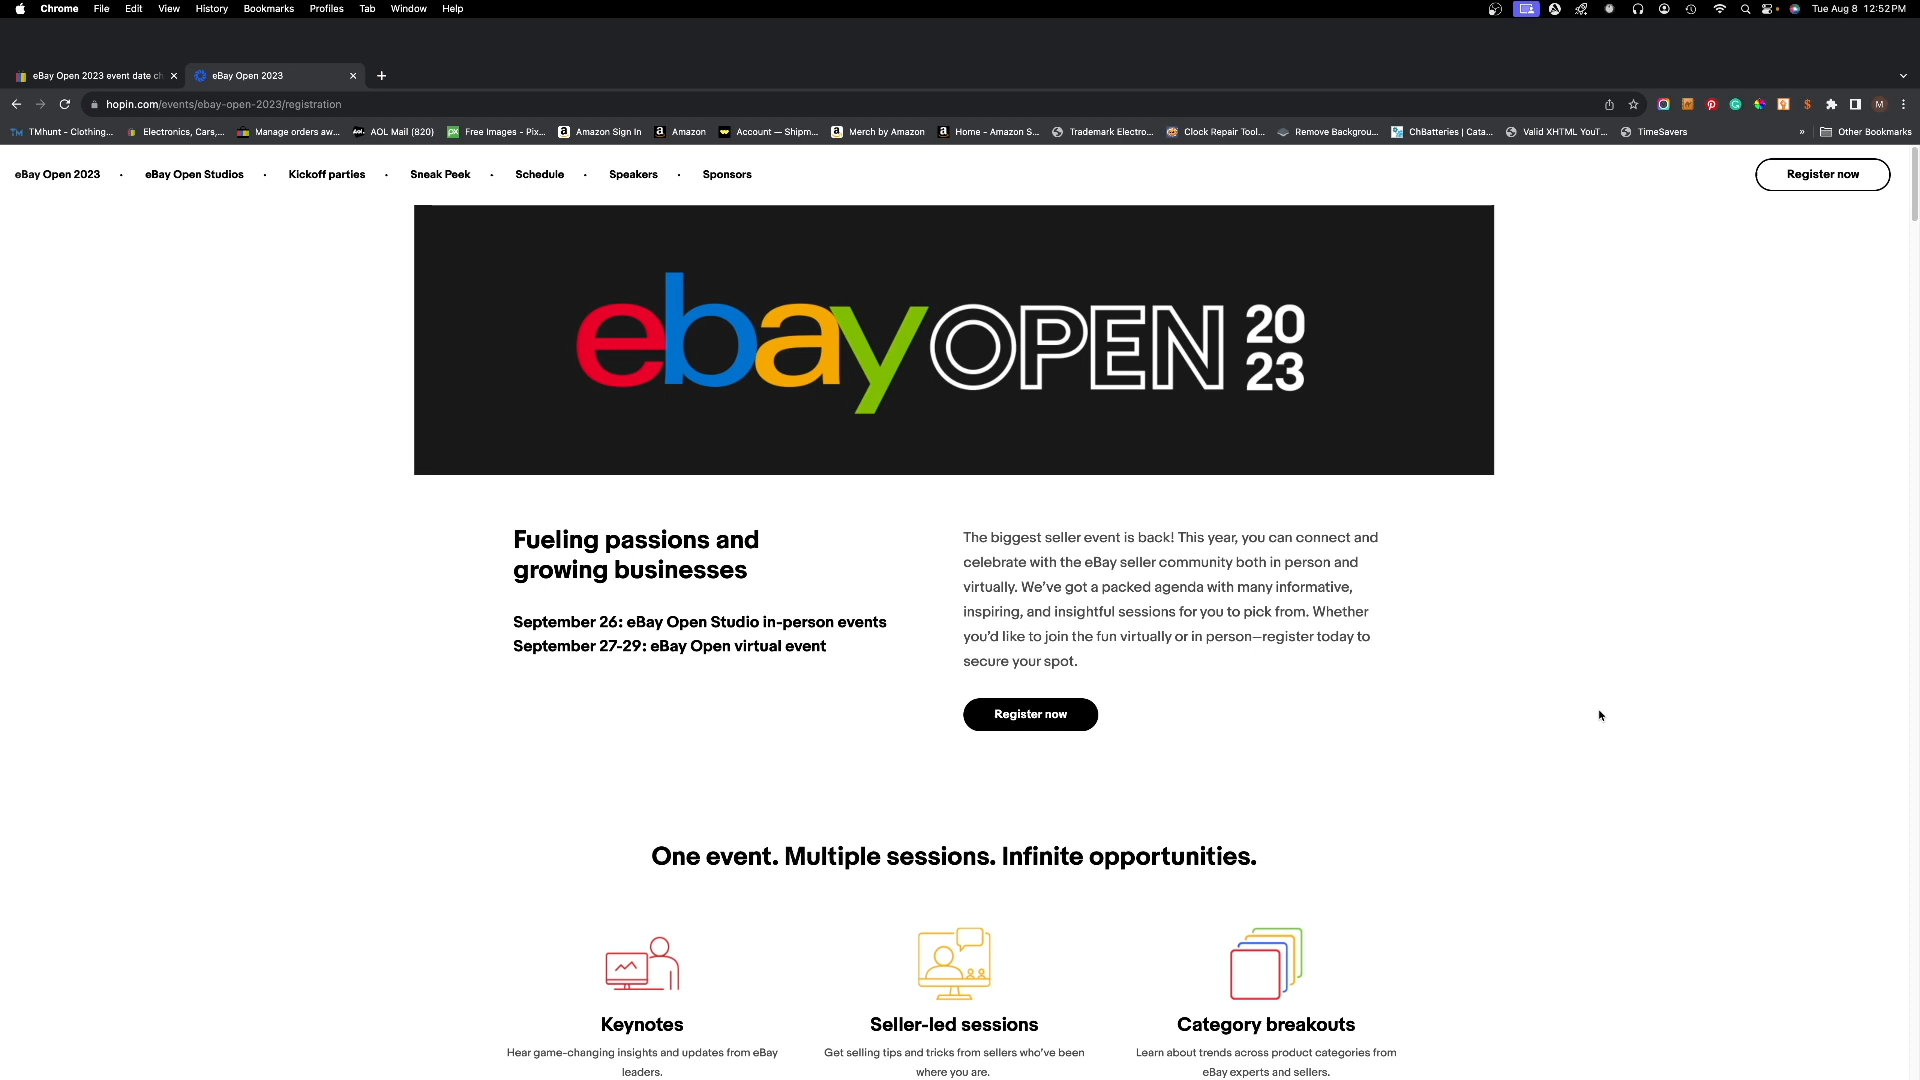 Chrome File Edit View History Bookmarks Profiles Tab Window Help Tue Aug 8 12:52PM
eBay Open 2023 event date ch eBay Open 2023
hopin.com/events/ebay-open-2023/registration M
TMhunt - Clothing... Electronics, Cars,... Manage orders aw... AOL Mail (820) Free Images - Pix... Amazon Sign In Amazon Account — Shipm... Merch by Amazon Home - Amazon S... Trademark Electro... Clock Repair Tool... Remove Backgrou... ChBatteries | Cata... Valid XHTML YouT... TimeSavers » Other Bookmarks
eBay Open 2023 · eBay Open Studios · Kickoff parties · Sneak Peek · Schedule · Speakers · Sponsors Register now
ebay OPEN 20
23
Fueling passions and
growing businesses
September 26: eBay Open Studio in-person events
September 27-29: eBay Open virtual event
The biggest seller event is back! This year, you can connect and
celebrate with the eBay seller community both in person and
virtually. We've got a packed agenda with many informative,
inspiring, and insightful sessions for you to pick from. Whether
you'd like to join the fun virtually or in person—register today to
secure your spot.
Register now
One event. Multiple sessions. Infinite opportunities.
Keynotes
Hear game-changing insights and updates from eBay
leaders.
Seller-led sessions
Get selling tips and tricks from sellers who've been
where you are.
Category breakouts
Learn about trends across product categories from
eBay experts and sellers.